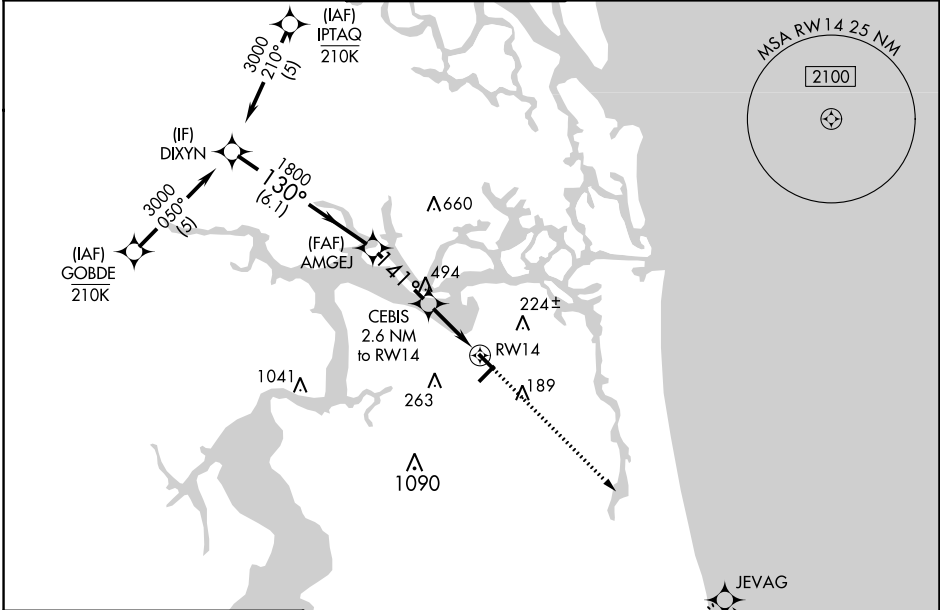 (IAF)
IPTAQ
210K
3000
210°
(5)
MSA RW14 25 NM
2100
(IF)
DIXYN
1800
130°
(6.1)
3000
050°
(5)
660
(IAF)
GOBDE
210K
(FAF)
AMGEJ
141°
494
CEBIS
2.6 NM
to RW14
224±
RW14
1041
263
189
1090
JEVAG